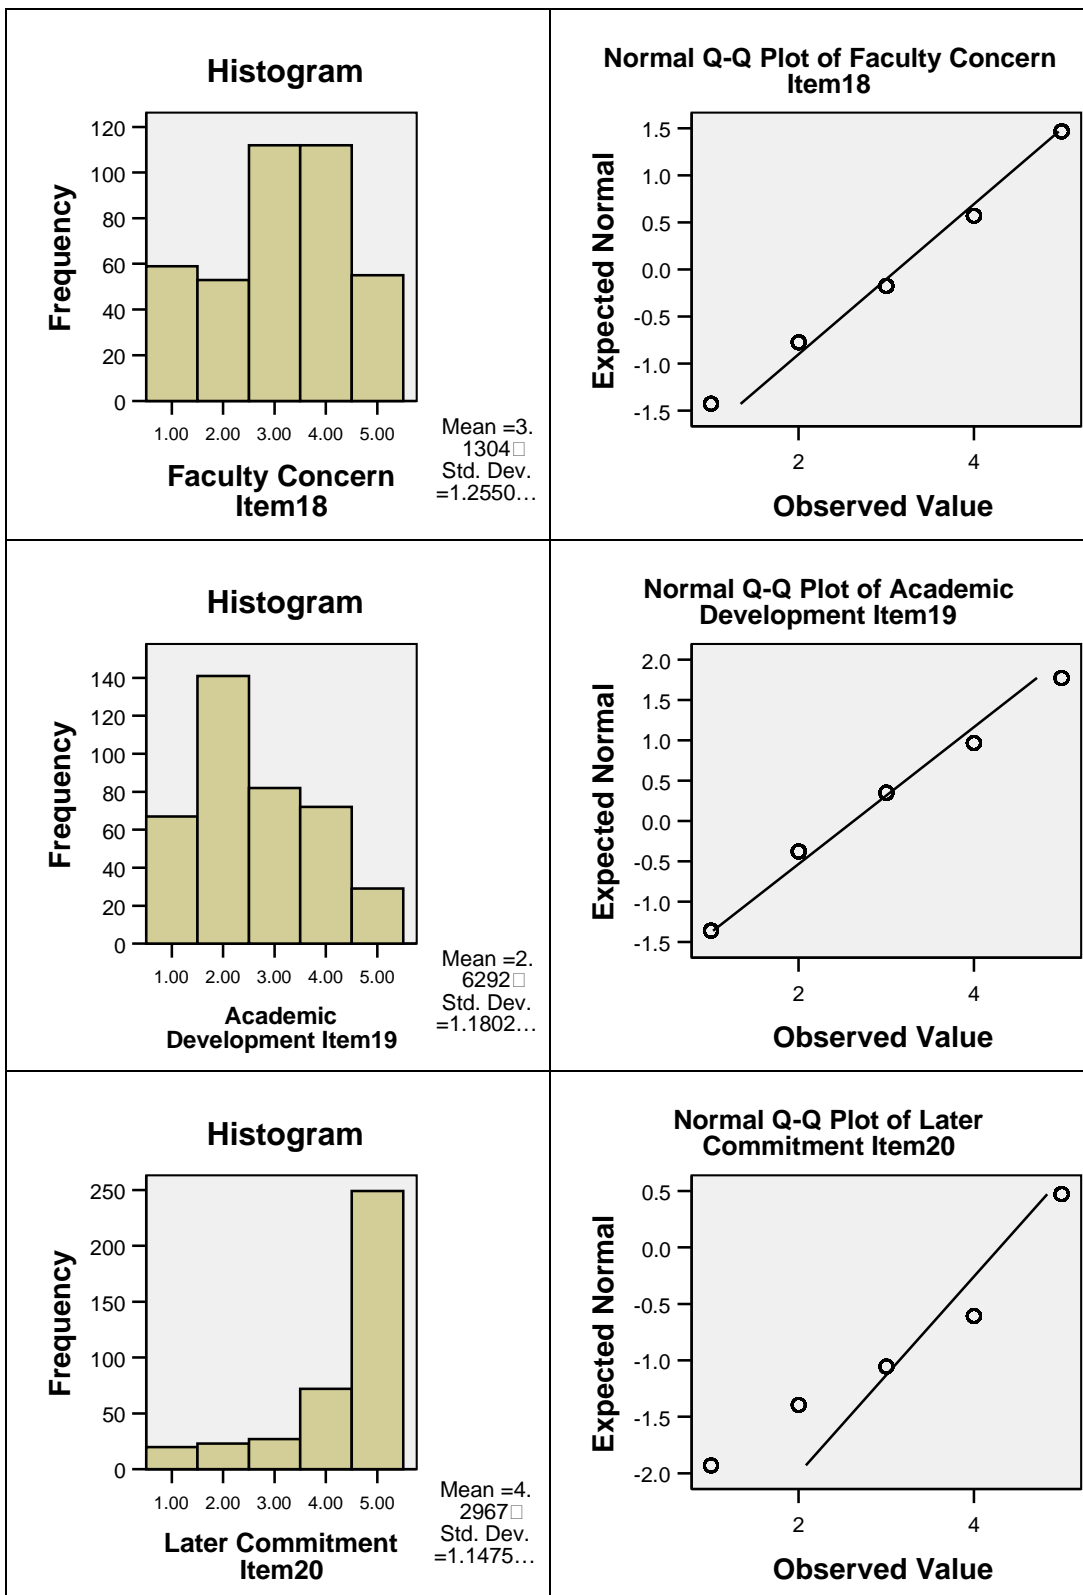 Histogram
Frequency
120
100
80
60
40
20
0
1.00 2.00 3.00 4.00 5.00
Faculty Concern
Item18
Mean =3.
1304□
Std. Dev.
=1.2550…
Normal Q-Q Plot of Faculty Concern
Item18
Expected Normal
1.5
1.0
0.5
0.0
-0.5
-1.0
-1.5
2 4
Observed Value
Histogram
Frequency
140
120
100
80
60
40
20
0
1.00 2.00 3.00 4.00 5.00
Academic
Development Item19
Mean =2.
6292□
Std. Dev.
=1.1802…
Normal Q-Q Plot of Academic
Development Item19
Expected Normal
2.0
1.5
1.0
0.5
0.0
-0.5
-1.0
-1.5
2 4
Observed Value
Histogram
Frequency
250
200
150
100
50
0
1.00 2.00 3.00 4.00 5.00
Later Commitment
Item20
Mean =4.
2967□
Std. Dev.
=1.1475…
Normal Q-Q Plot of Later
Commitment Item20
Expected Normal
0.5
0.0
-0.5
-1.0
-1.5
-2.0
2 4
Observed Value